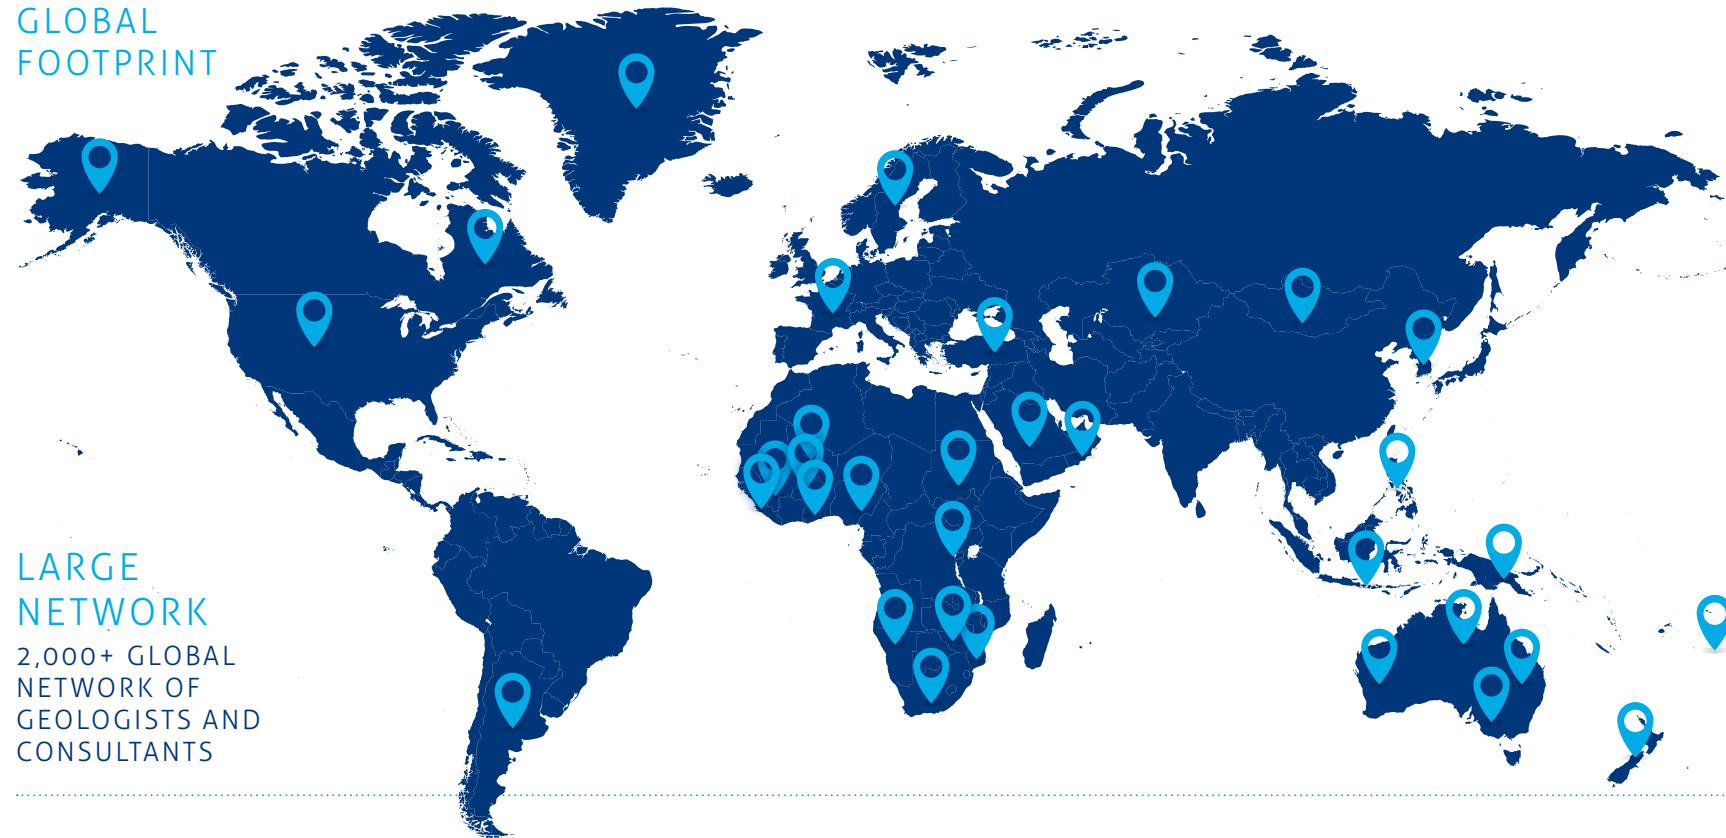 GLOBAL
FOOTPRINT
LARGE
NETWORK
2,000+ GLOBAL
NETWORK OF
GEOLOGISTS AND
CONSULTANTS